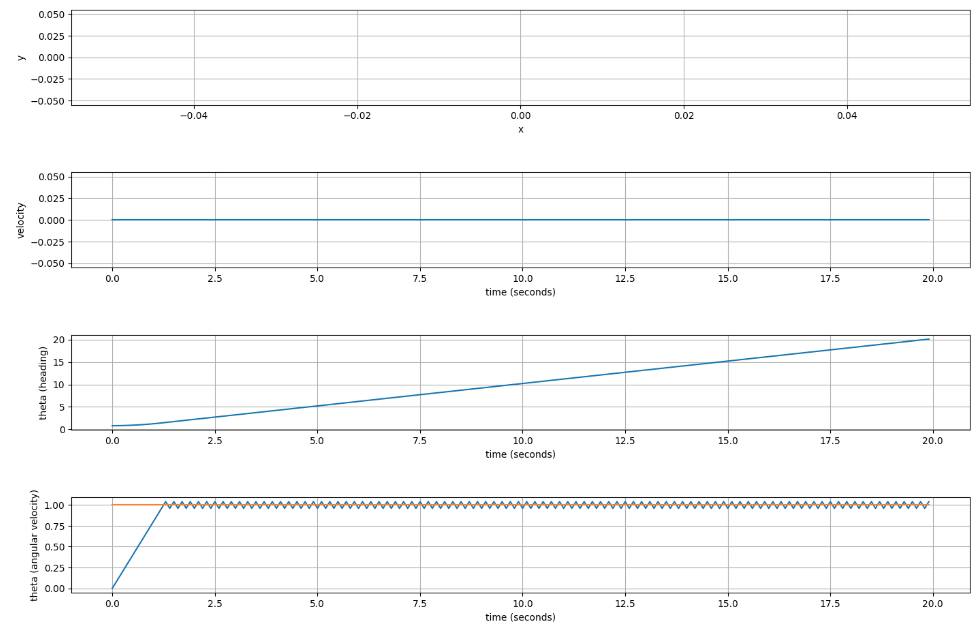 0.050
0.025
0.000
−0.025
−0.050
y
−0.04 −0.02 0.00 0.02 0.04
x
0.050
0.025
0.000
−0.025
−0.050
velocity
0.0 2.5 5.0 7.5 10.0 12.5 15.0 17.5 20.0
time (seconds)
20
15
10
5
0
theta (heading)
0.0 2.5 5.0 7.5 10.0 12.5 15.0 17.5 20.0
time (seconds)
1.00
0.75
0.50
0.25
0.00
theta (angular velocity)
0.0 2.5 5.0 7.5 10.0 12.5 15.0 17.5 20.0
time (seconds)